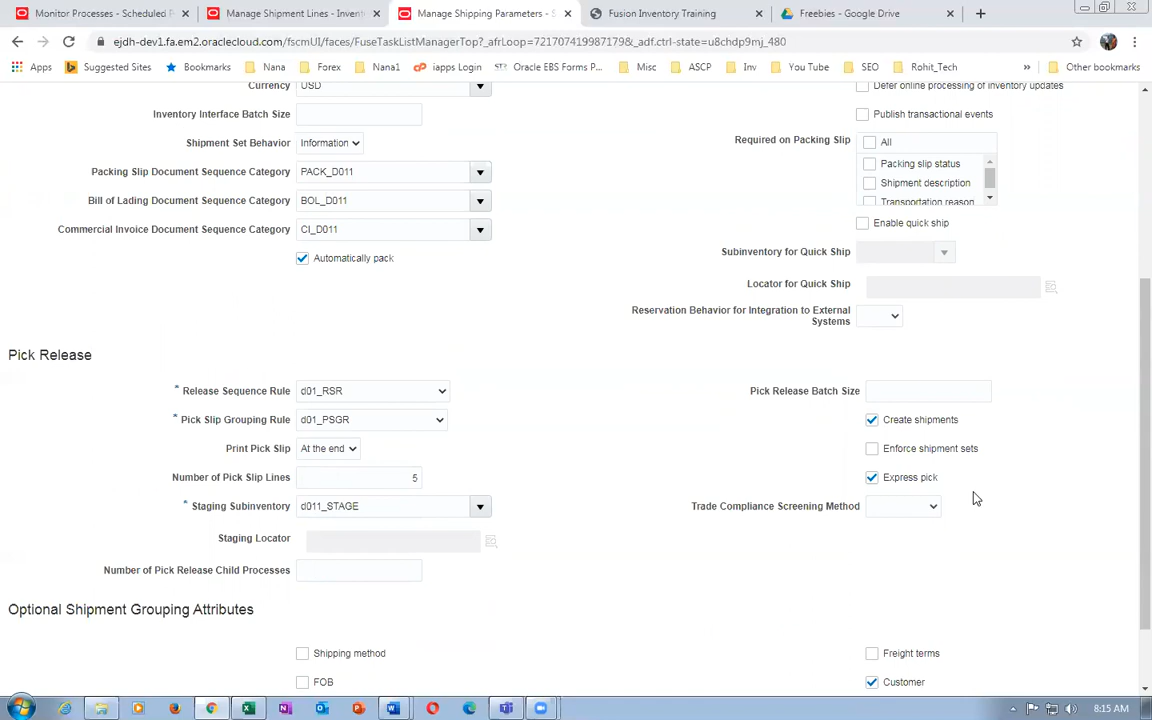 Monitor Processes - Scheduled P
Manage Shipment Lines - Invent
Manage Shipping Parameters - S
Fusion Inventory Training
Freebies - Google Drive
ejdh-dev1.fa.em2.oraclecloud.com/fscmUI/faces/FuseTaskListManagerTop?_afrLoop=7217074199871798&_adf.ctrl-state=u8chdp9mj_480
Apps
Suggested Sites
Bookmarks
Nana
Forex
Nana1
iapps Login
Oracle EBS Forms P...
Misc
ASCP
Inv
You Tube
SEO
Rohit_Tech
»
Other bookmarks
Currency USD
Defer online processing of inventory updates
Inventory Interface Batch Size
Publish transactional events
Shipment Set Behavior Information
Required on Packing Slip All
Packing Slip Document Sequence Category PACK_D011
Packing slip status
Shipment description
Bill of Lading Document Sequence Category BOL_D011
Transportation reason
Commercial Invoice Document Sequence Category CI_D011
Enable quick ship
Automatically pack
Subinventory for Quick Ship
Locator for Quick Ship
Reservation Behavior for Integration to External
Systems
Pick Release
* Release Sequence Rule d01_RSR
Pick Release Batch Size
* Pick Slip Grouping Rule d01_PSGR
Create shipments
Print Pick Slip At the end
Enforce shipment sets
Number of Pick Slip Lines 5
Express pick
* Staging Subinventory d011_STAGE
Trade Compliance Screening Method
Staging Locator
Number of Pick Release Child Processes
Optional Shipment Grouping Attributes
Shipping method
Freight terms
FOB
Customer
8:15 AM